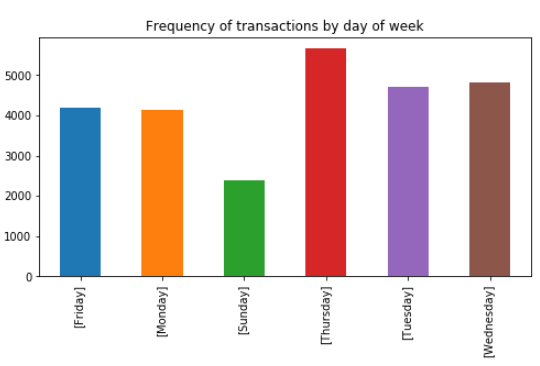 Frequency of transactions by day of week
5000
4000
3000
2000
1000
0
[Friday]
[Monday]
[Sunday]
[Thursday]
[Tuesday]
[Wednesday]